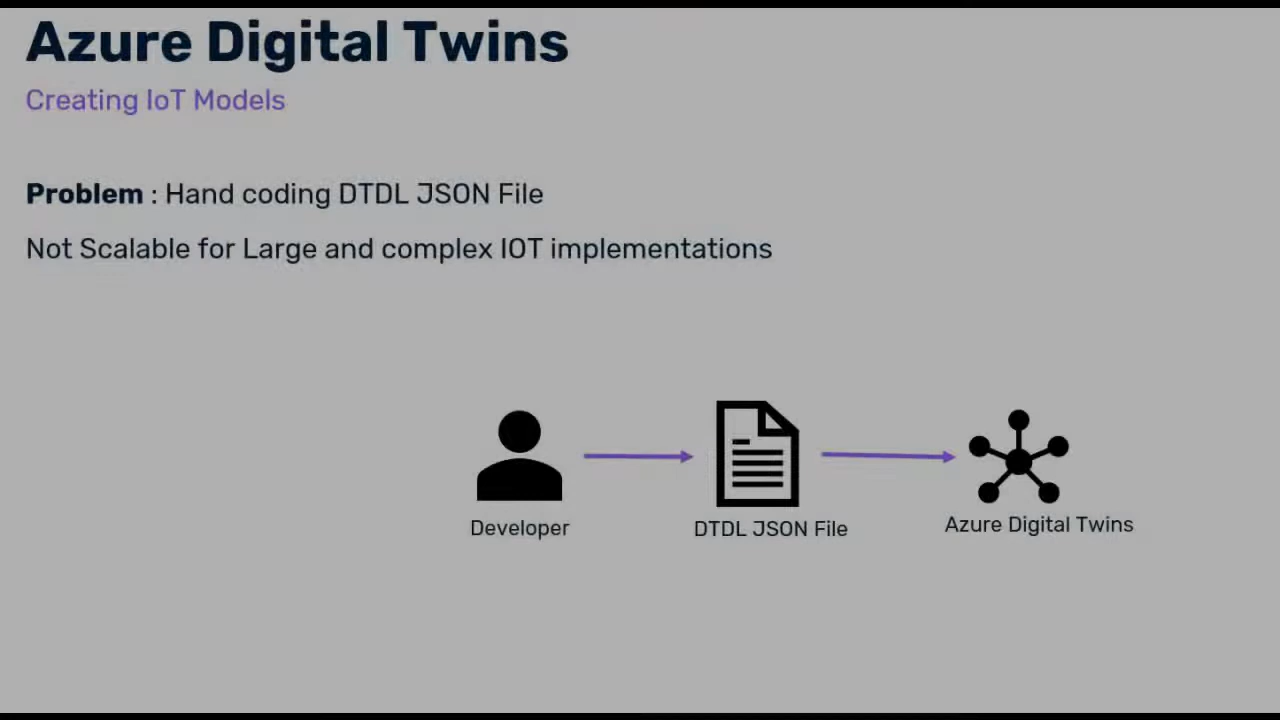 Azure Digital Twins
Creating IoT Models
Problem : Hand coding DTDL JSON File
Not Scalable for Large and complex IOT implementations
Developer
DTDL JSON File
Azure Digital Twins